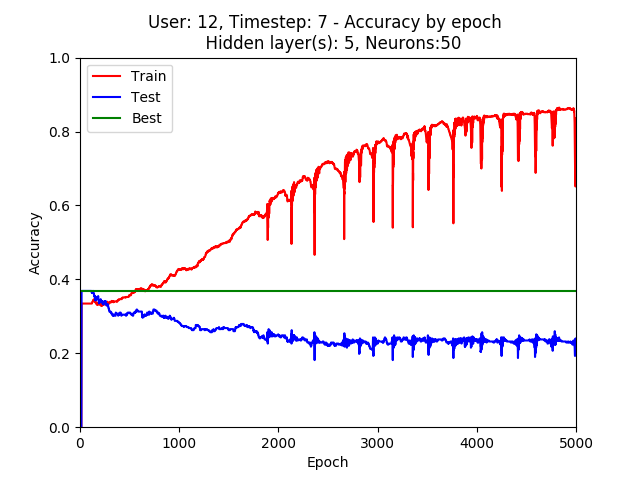 User: 12, Timestep: 7 - Accuracy by epoch
Hidden layer(s): 5, Neurons:50
1.0
Train
Test
Best
0.8
0.6
Accuracy
0.4
0.2
0.0
0 1000 2000 3000 4000 5000
Epoch